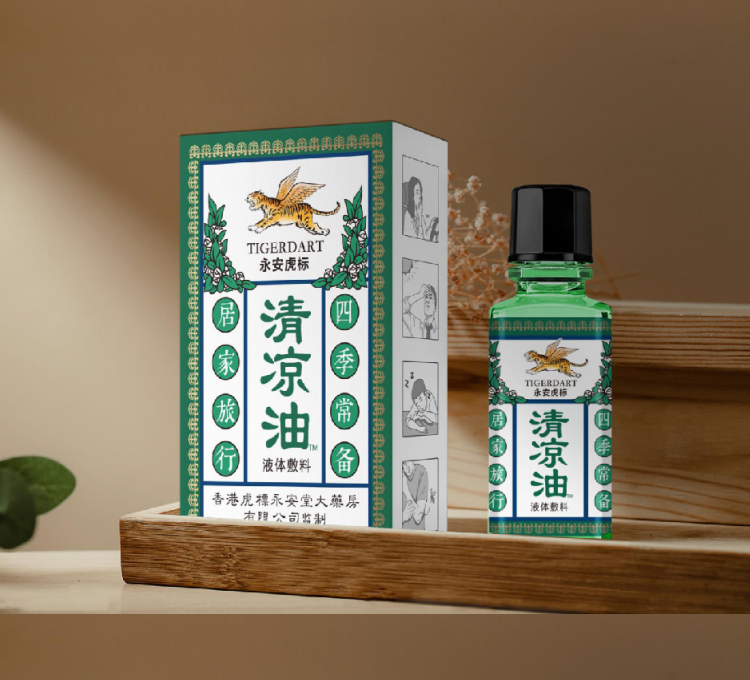 TIGERDART
永安虎标
居家旅行
清凉油™
四季常备
液体敷料
香港虎標永安堂大藥房
有限公司监制
TIGERDART
永安虎标
居家旅行
清凉油™
四季常备
液体敷料